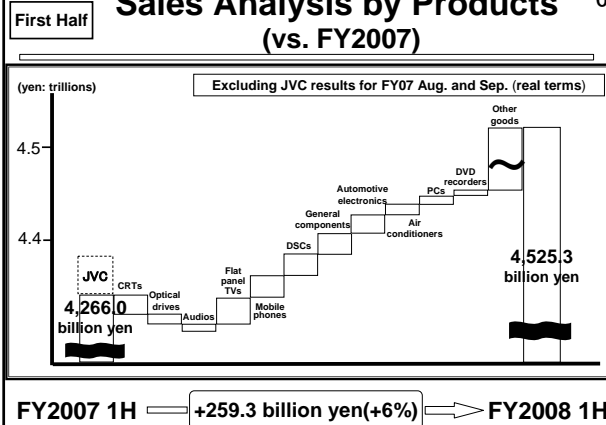 Sales Analysis by Products
First Half
(vs. FY2007)
(yen: trillions)
Excluding JVC results for FY07 Aug. and Sep. (real terms)
4.5
4.4
JVC
4,266.0
billion yen
CRTs
Optical
drives
Audios
Flat
panel
TVs
Mobile
phones
DSCs
General
components
Automotive
electronics
Air
conditioners
PCs
DVD
recorders
Other
goods
4,525.3
billion yen
FY2007 1H
+259.3 billion yen(+6%)
FY2008 1H